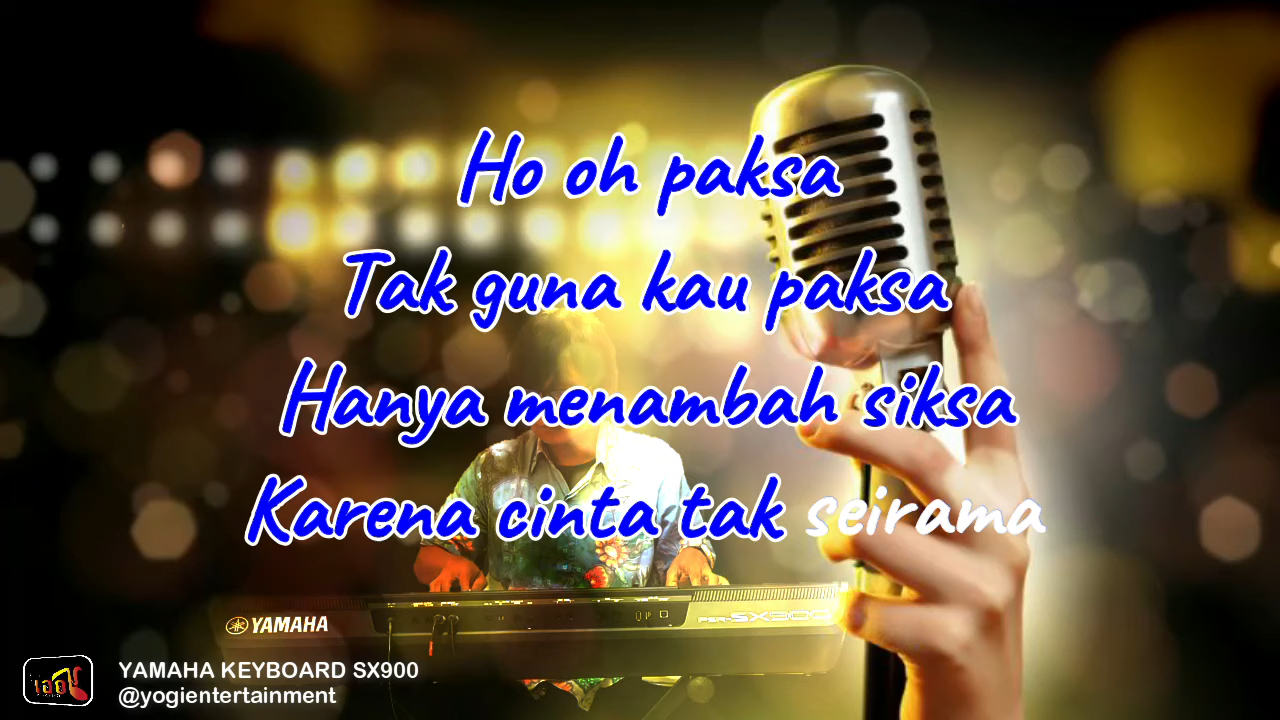 Ho oh paksa
Tak guna kau paksa
Hanya menambah siksa
Karena cinta tak seirama
YAMAHA
PSR-SX900
YAMAHA KEYBOARD SX900
@yogientertainment